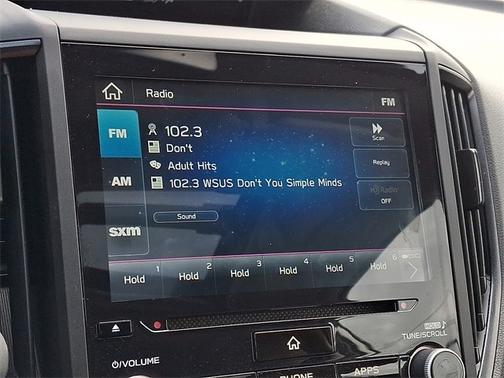 Radio
FM
FM
102.3
Don't
Adult Hits
102.3 WSUS Don't You Simple Minds
Scan
Replay
HD Radio
OFF
AM
Sound
sxm
1 2 3 4 5 6
Hold Hold Hold Hold Hold Hold
HOLD
TUNE/SCROLL
VOLUME
PHONE
APPS